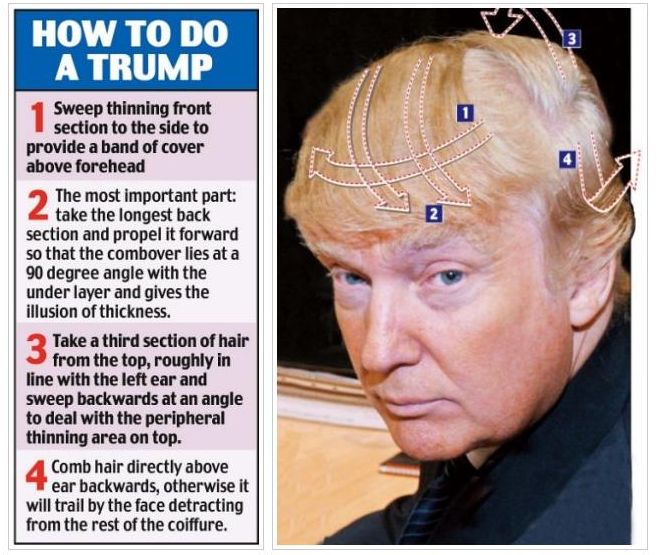 HOW TO DO
A TRUMP
1 Sweep thinning front
section to the side to
provide a band of cover
above forehead
2 The most important part:
take the longest back
section and propel it forward
so that the combover lies at a
90 degree angle with the
under layer and gives the
illusion of thickness.
3 Take a third section of hair
from the top, roughly in
line with the left ear and
sweep backwards at an angle
to deal with the peripheral
thinning area on top.
4 Comb hair directly above
ear backwards, otherwise it
will trail by the face detracting
from the rest of the coiffure.
3
1
4
2